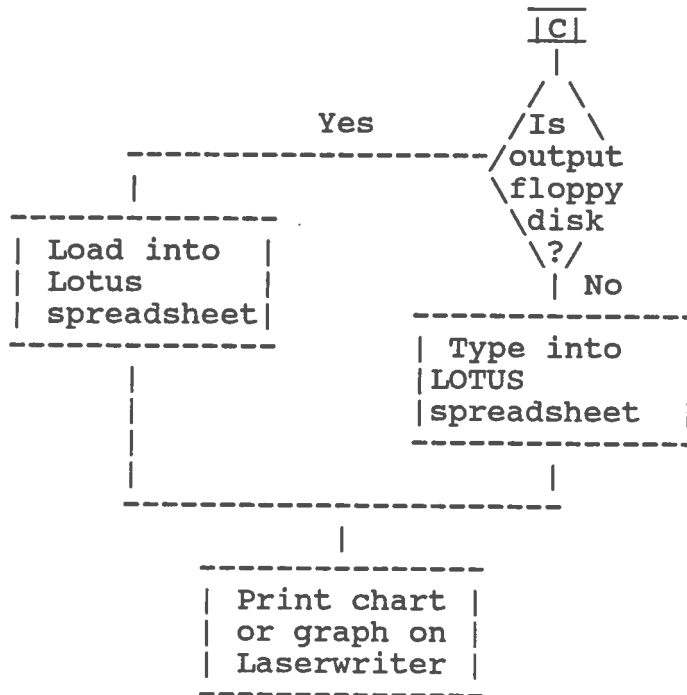 C
Is
output
floppy
disk
?
Yes
No
Load into
Lotus
spreadsheet
Type into
LOTUS
spreadsheet
Print chart
or graph on
Laserwriter